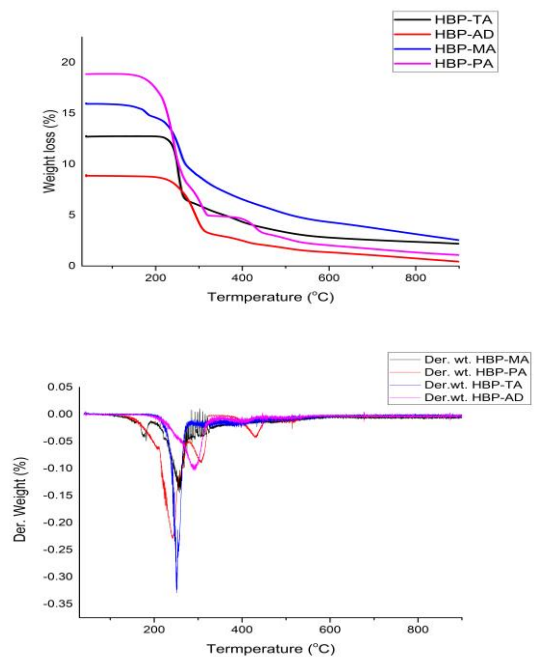 HBP-TA
HBP-AD
HBP-MA
HBP-PA
20
15
10
5
0
Weight loss (%)
200 400 600 800
Termperature (°C)
Der. wt. HBP-MA
Der. wt. HBP-PA
Der.wt. HBP-TA
Der.wt. HBP-AD
0.05
0.00
-0.05
-0.10
-0.15
-0.20
-0.25
-0.30
-0.35
Der. Weight (%)
200 400 600 800
Termperature (°C)